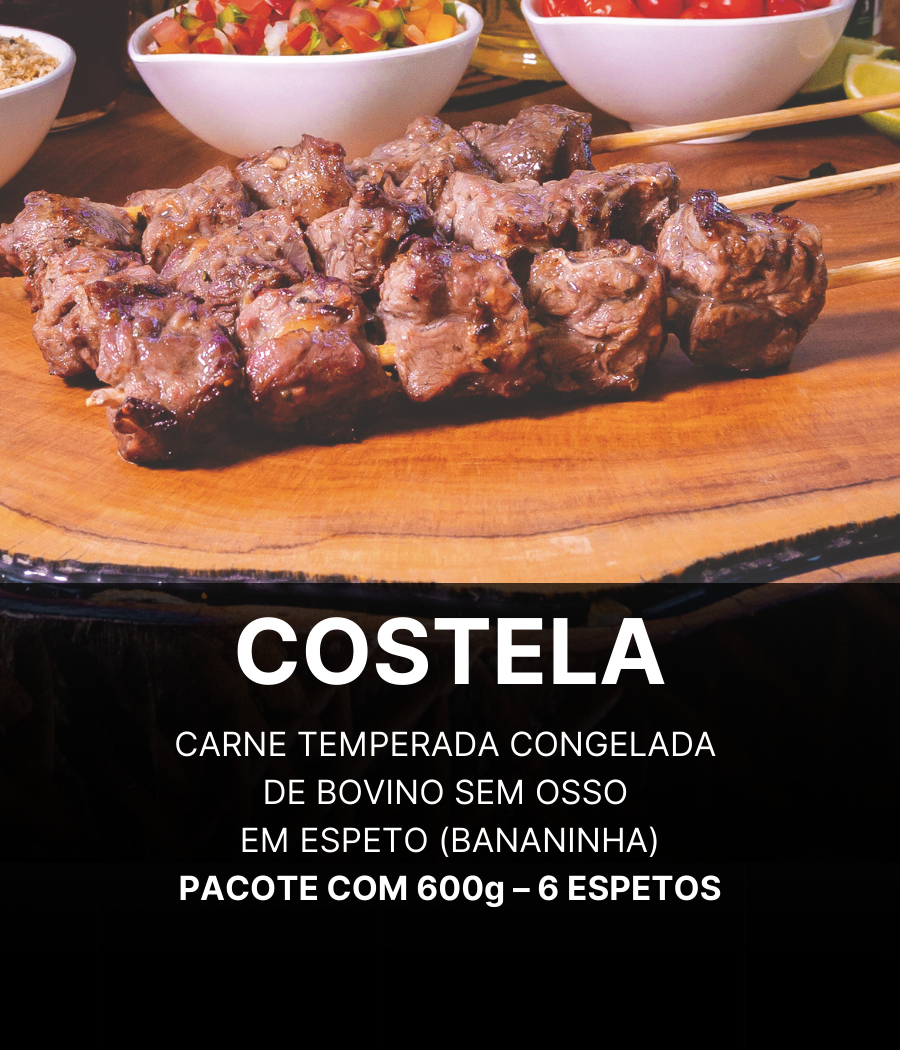 COSTELA
CARNE TEMPERADA CONGELADA
DE BOVINO SEM OSSO
EM ESPETO (BANANINHA)
PACOTE COM 600g – 6 ESPETOS